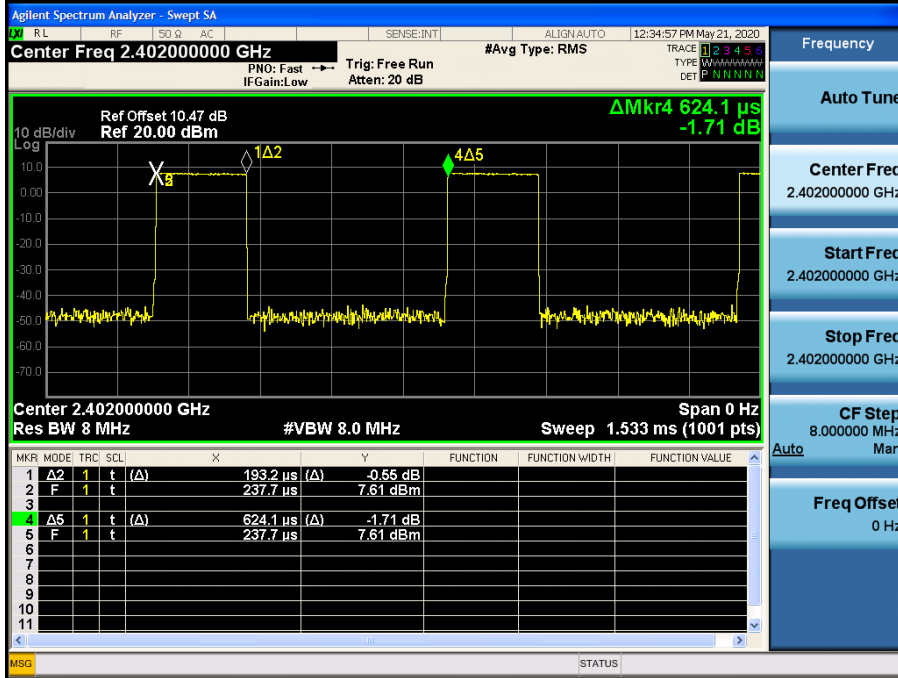 Agilent Spectrum Analyzer - Swept SA
LXI RL RF 50 Ω AC SENSE:INT ALIGN AUTO 12:34:57 PM May 21, 2020
Center Freq 2.402000000 GHz #Avg Type: RMS TRACE 1 2 3 4 5 6
PNO: Fast Trig: Free Run TYPE WWWWWW
IFGain:Low Atten: 20 dB DET P N N N N N
ΔMkr4 624.1 µs
-1.71 dB
Ref Offset 10.47 dB
10 dB/div Ref 20.00 dBm
Log
1Δ2
4Δ5
10.0
0.00
-10.0
-20.0
-30.0
-40.0
-50.0
-60.0
-70.0
Center 2.402000000 GHz Span 0 Hz
Res BW 8 MHz #VBW 8.0 MHz Sweep 1.533 ms (1001 pts)
MKR MODE TRC SCL X Y FUNCTION FUNCTION WIDTH FUNCTION VALUE
1 Δ2 1 t (Δ) 193.2 µs (Δ) -0.55 dB
2 F 1 t 237.7 µs 7.61 dBm
3
4 Δ5 1 t (Δ) 624.1 µs (Δ) -1.71 dB
5 F 1 t 237.7 µs 7.61 dBm
6
7
8
9
10
11
MSG STATUS
Frequency
Auto Tune
Center Freq
2.402000000 GHz
Start Freq
2.402000000 GHz
Stop Freq
2.402000000 GHz
CF Step
8.000000 MHz
Auto Man
Freq Offset
0 Hz